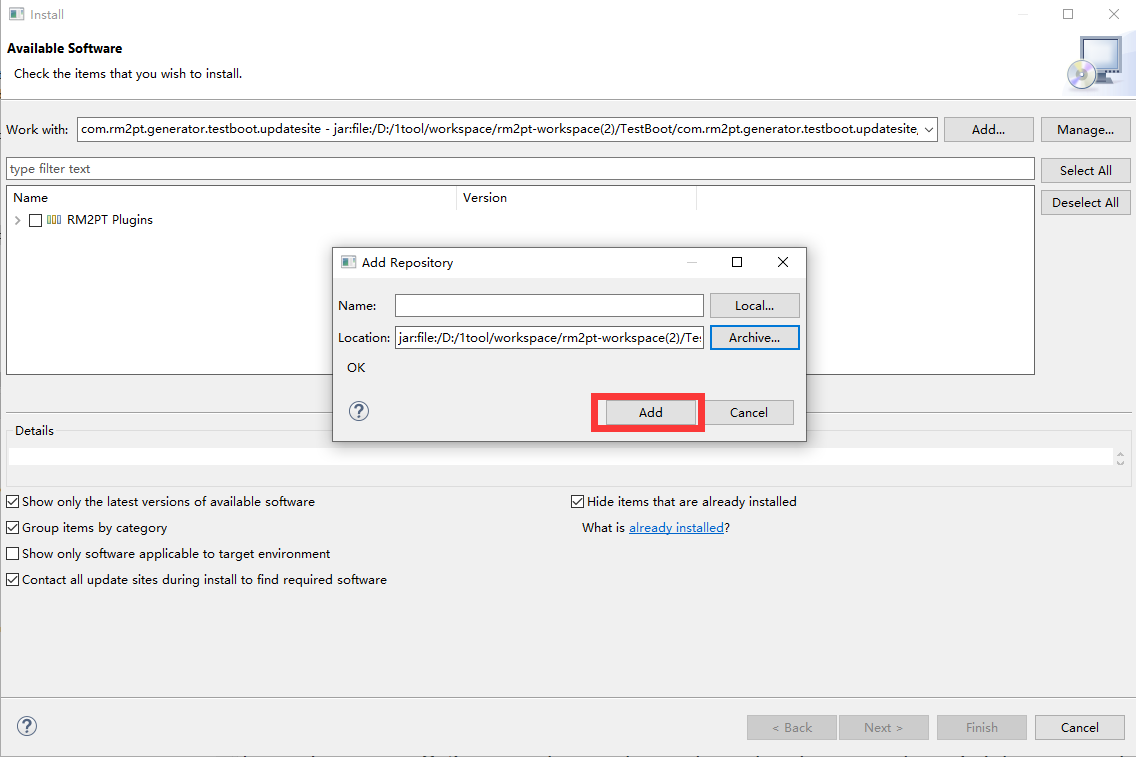 Install
Available Software
Check the items that you wish to install.
Work with: com.rm2pt.generator.testboot.updatesite - jar:file:/D:/1tool/workspace/rm2pt-workspace(2)/TestBoot/com.rm2pt.generator.testboot.updatesite, Add... Manage...
type filter text Select All
Name Version Deselect All
RM2PT Plugins
Add Repository
Name: Local...
Location: jar:file:/D:/1tool/workspace/rm2pt-workspace(2)/Tes Archive...
OK
? Add Cancel
Details
Show only the latest versions of available software Hide items that are already installed
Group items by category What is already installed?
Show only software applicable to target environment
Contact all update sites during install to find required software
? < Back Next > Finish Cancel